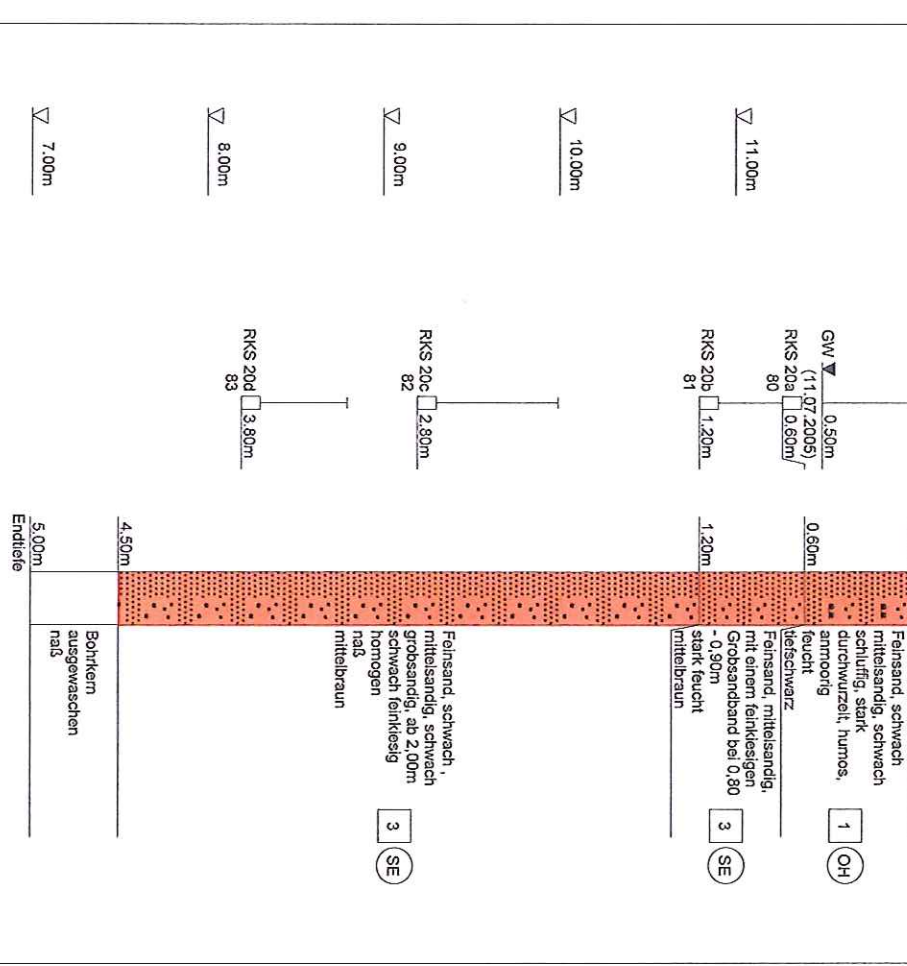 11.00m
10.00m
9.00m
8.00m
7.00m
GW
0.50m
(11.07.2005)
RKS 20a
80
0.60m
RKS 20b
81
1.20m
RKS 20c
82
2.80m
RKS 20d
83
3.80m
0.60m
1.20m
4.50m
5.00m
Endtiefe
Feinsand, schwach
mittelsandig, schwach
schluffig, stark
durchwurzelt, humos,
anmoorig
feucht
tiefschwarz
1
OH
Feinsand, mittelsandig,
mit einem feinkiesigen
Grobsandband bei 0,80
- 0,90m
stark feucht
mittelbraun
3
SE
Feinsand, schwach ,
mittelsandig, schwach
grobsandig, ab 2,00m
schwach feinkiesig
homogen
naß
mittelbraun
3
SE
Bohrkern
ausgewaschen
naß